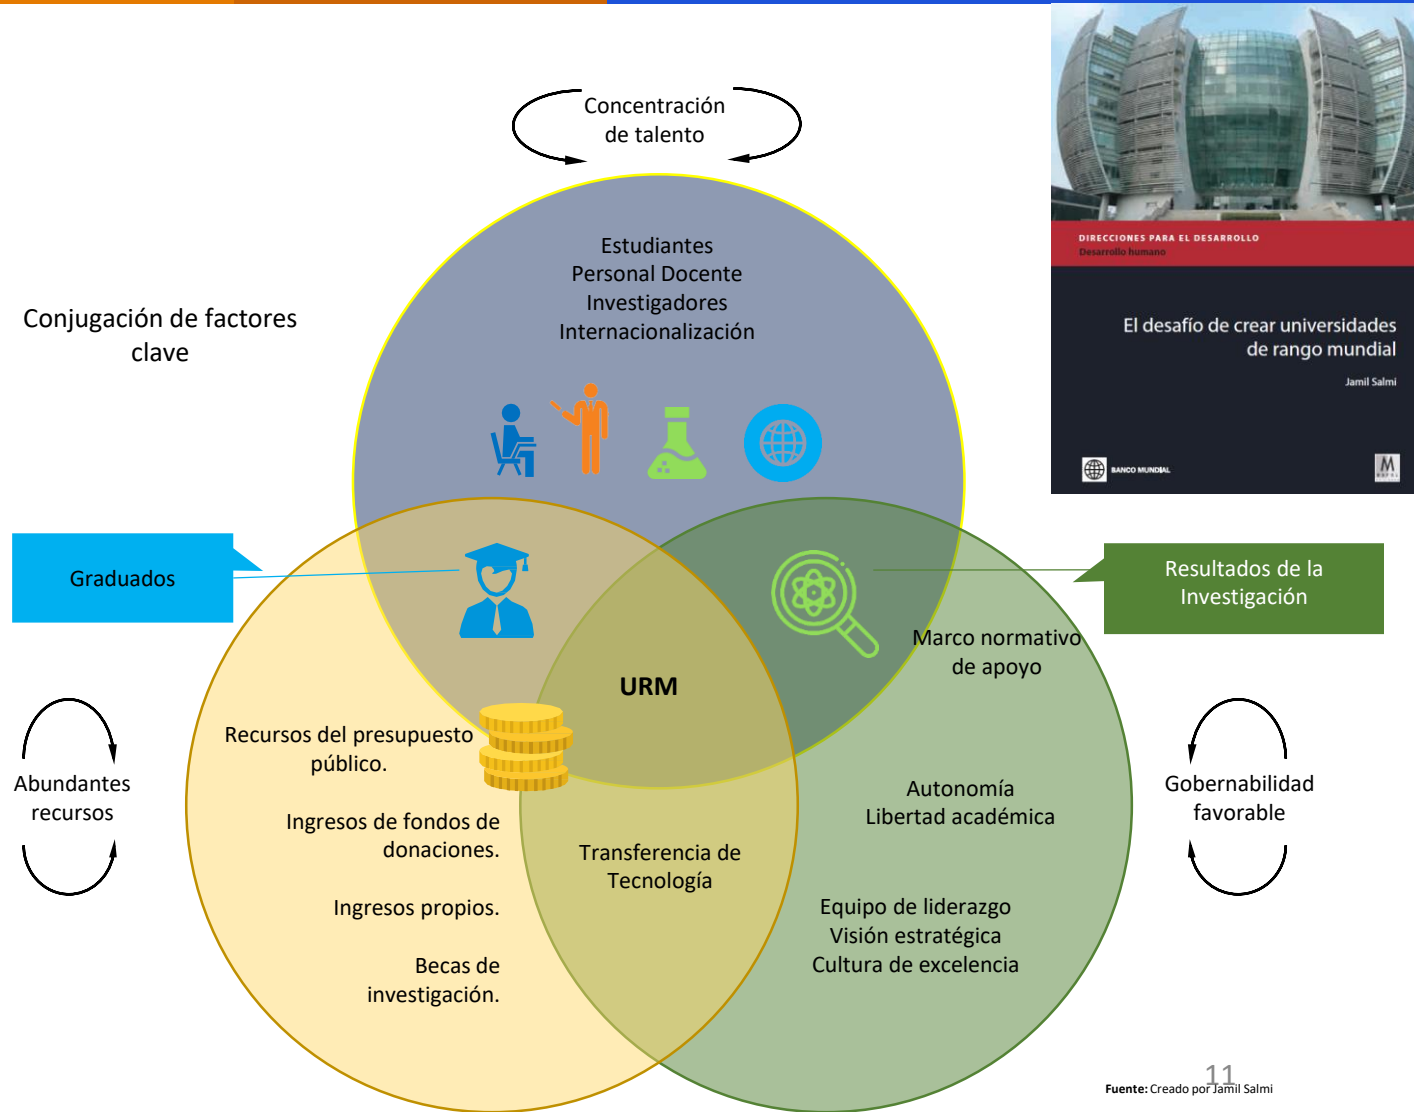 Concentración
de talento
DIRECCIONES PARA EL DESARROLLO
Desarrollo humano
El desafío de crear universidades
de rango mundial
Jamil Salmi
BANCO MUNDIAL
Conjugación de factores
clave
Estudiantes
Personal Docente
Investigadores
Internacionalización
Graduados
Resultados de la
Investigación
Marco normativo
de apoyo
URM
Recursos del presupuesto
público.
Abundantes
recursos
Ingresos de fondos de
donaciones.
Ingresos propios.
Becas de
investigación.
Transferencia de
Tecnología
Autonomía
Libertad académica
Equipo de liderazgo
Visión estratégica
Cultura de excelencia
Gobernabilidad
favorable
11
Fuente: Creado por Jamil Salmi